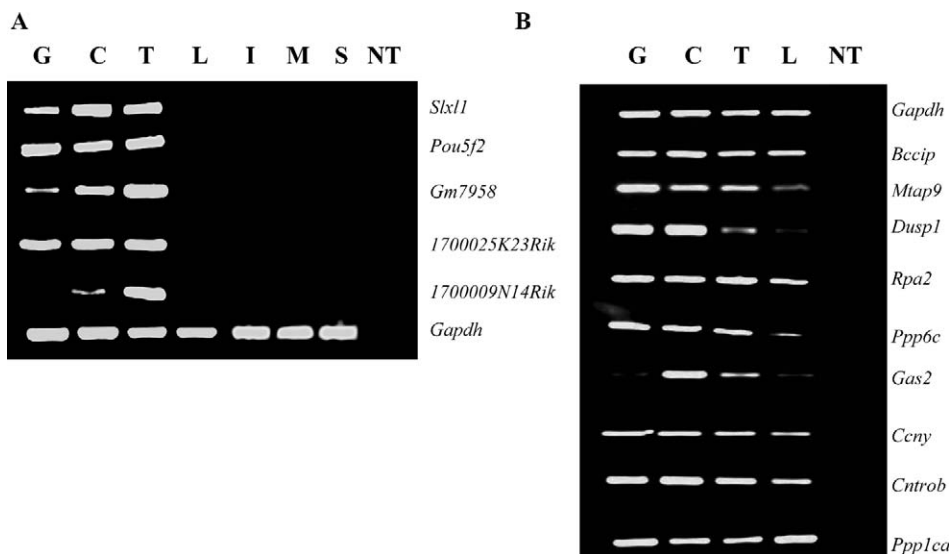 A
G C T L I M S NT
Slxl1
Pou5f2
Gm7958
1700025K23Rik
1700009N14Rik
Gapdh
B
G C T L NT
Gapdh
Bccip
Mtap9
Dusp1
Rpa2
Ppp6c
Gas2
Ccny
Cntrob
Ppp1ca